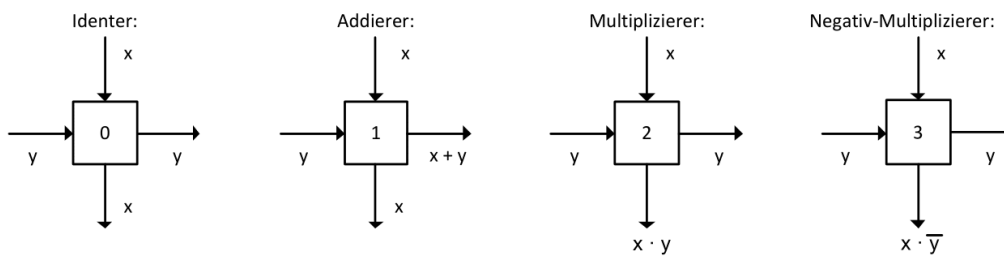 Identer:
Addierer:
Multiplizierer:
Negativ-Multiplizierer:
x
x
x
x
0
1
2
3
y
y
y
x + y
y
y
y
y
x
x
x · y
x · y̅